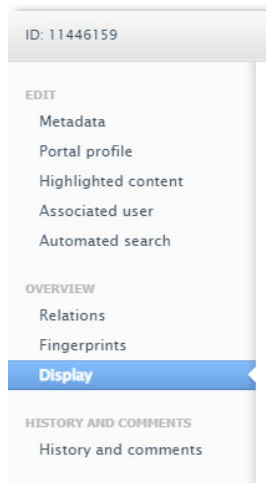 ID: 11446159
EDIT
Metadata
Portal profile
Highlighted content
Associated user
Automated search
OVERVIEW
Relations
Fingerprints
Display
HISTORY AND COMMENTS
History and comments